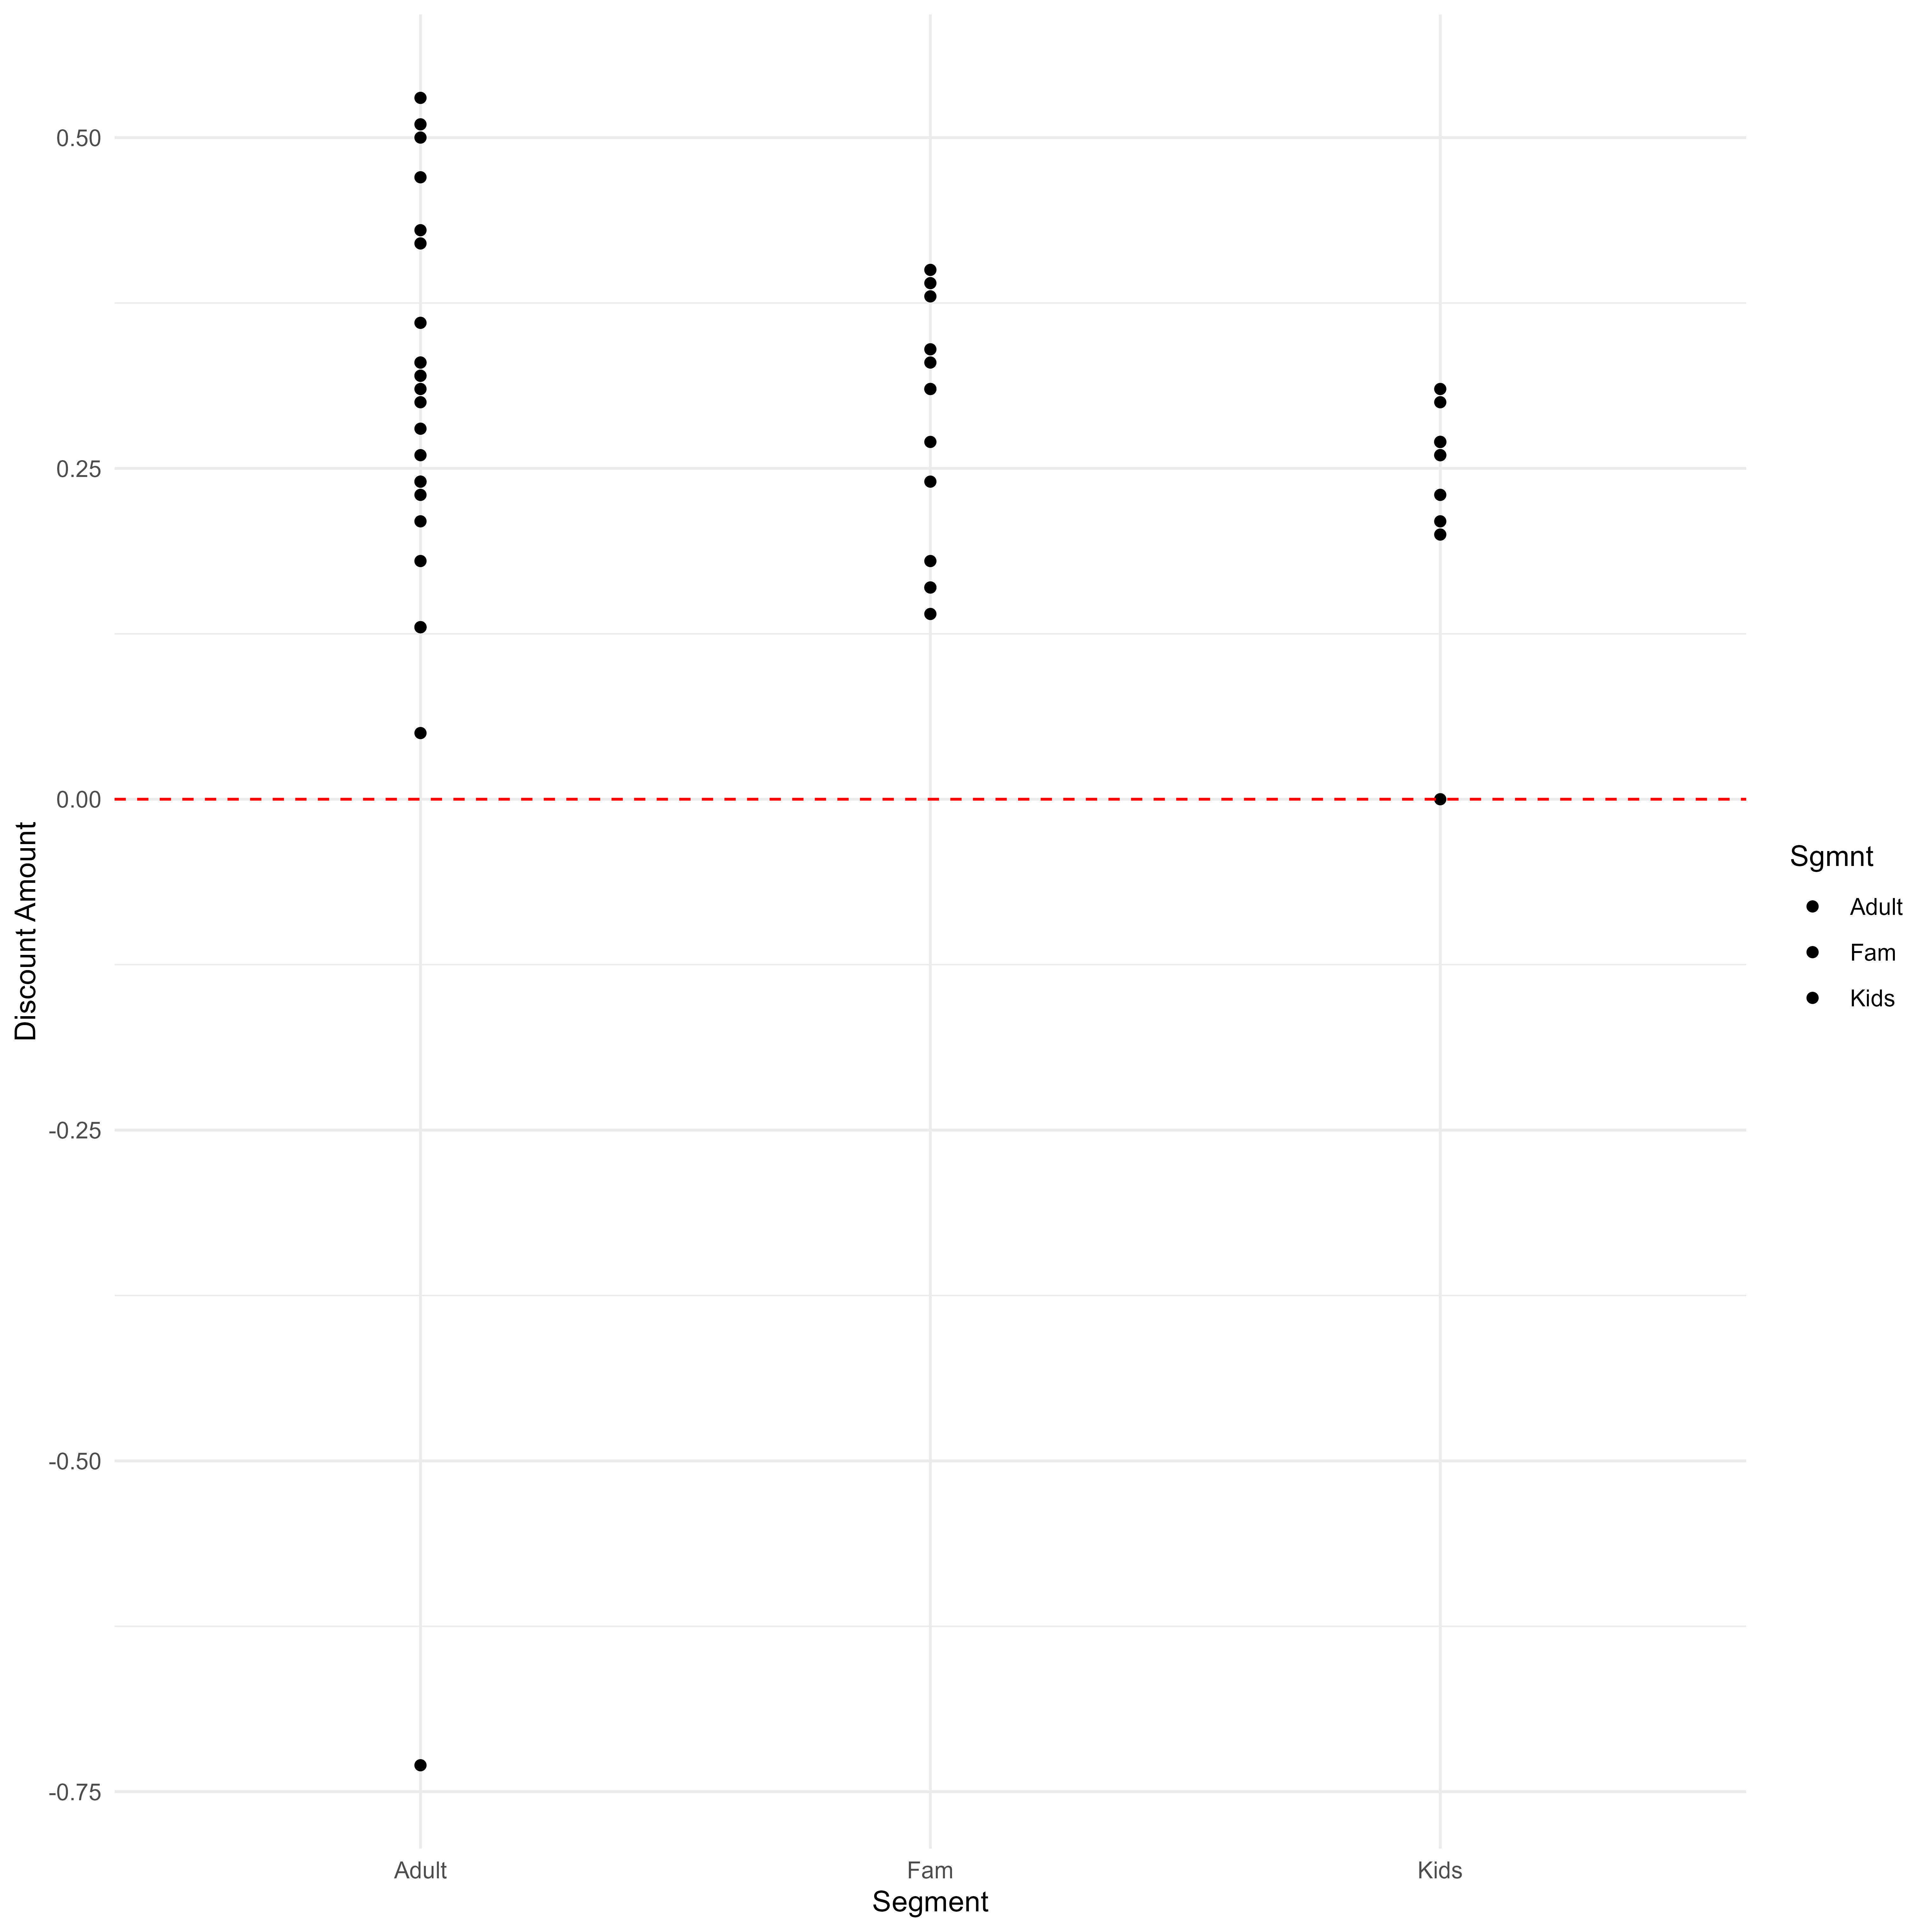 0.50
0.25
0.00
-0.25
-0.50
-0.75
Discount Amount
Adult
Fam
Kids
Segment
Sgmnt
Adult
Fam
Kids